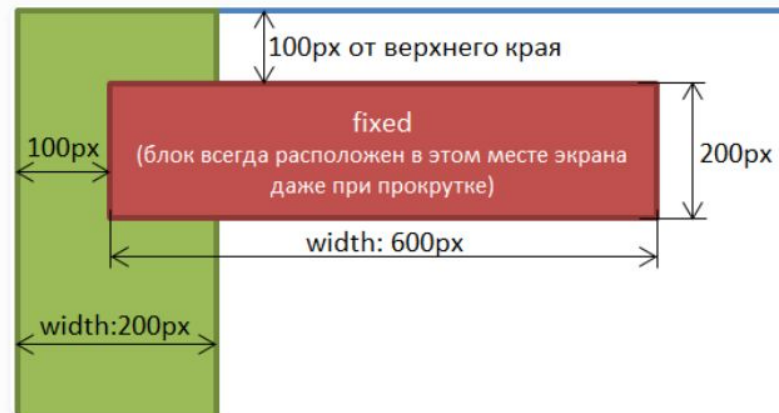 100px от верхнего края
fixed
(блок всегда расположен в этом месте экрана
даже при прокрутке)
100px
200px
width: 600px
width:200px